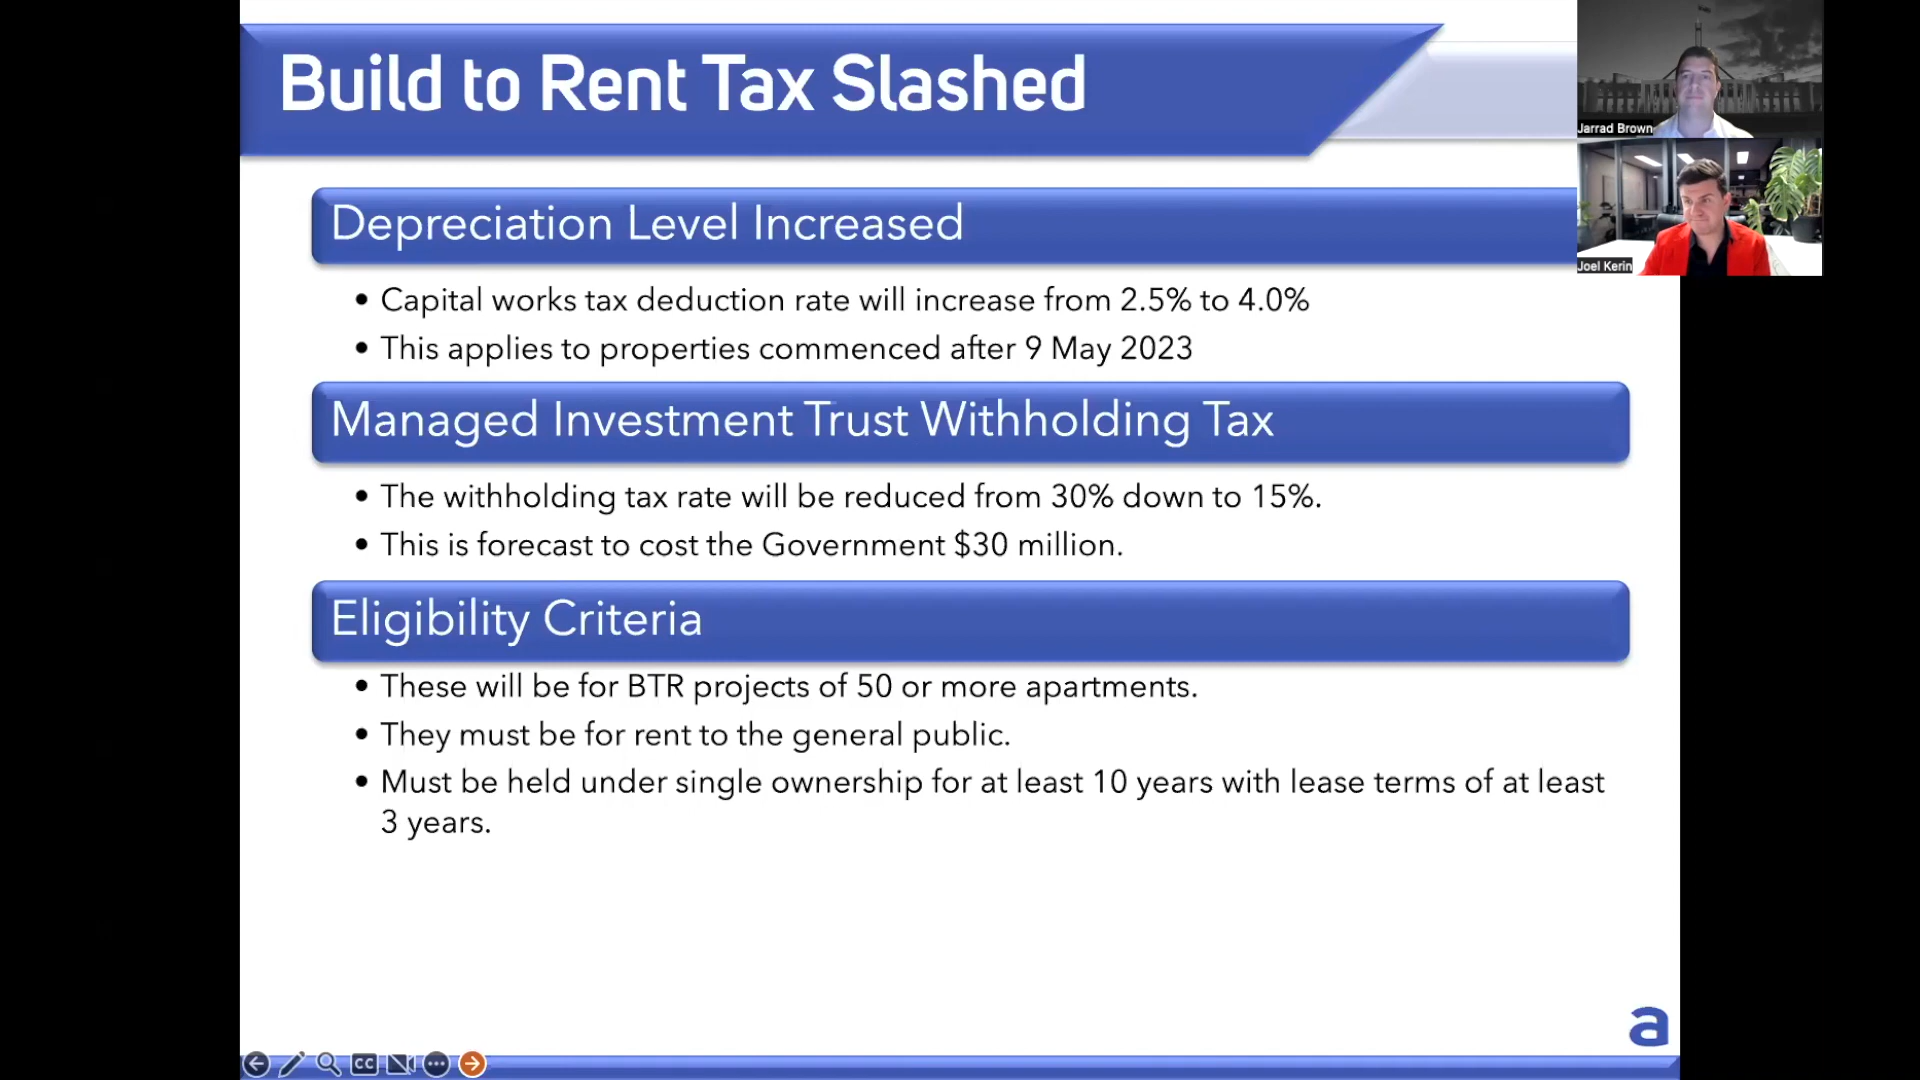 Build to Rent Tax Slashed
Jarrad Brown
Joel Kerin
Depreciation Level Increased
• Capital works tax deduction rate will increase from 2.5% to 4.0%
• This applies to properties commenced after 9 May 2023
Managed Investment Trust Withholding Tax
• The withholding tax rate will be reduced from 30% down to 15%.
• This is forecast to cost the Government $30 million.
Eligibility Criteria
• These will be for BTR projects of 50 or more apartments.
• They must be for rent to the general public.
• Must be held under single ownership for at least 10 years with lease terms of at least
3 years.
a
CC